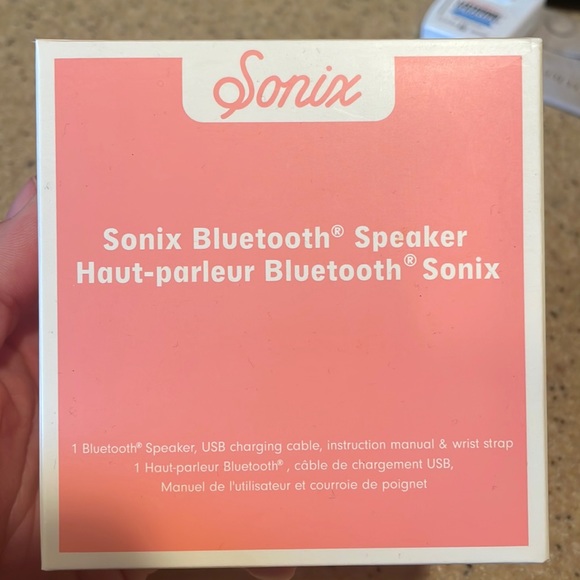 Sonix
Sonix Bluetooth® Speaker
Haut-parleur Bluetooth® Sonix
1 Bluetooth® Speaker, USB charging cable, instruction manual & wrist strap
1 Haut-parleur Bluetooth® , câble de chargement USB,
Manuel de l'utilisateur et courroie de poignet